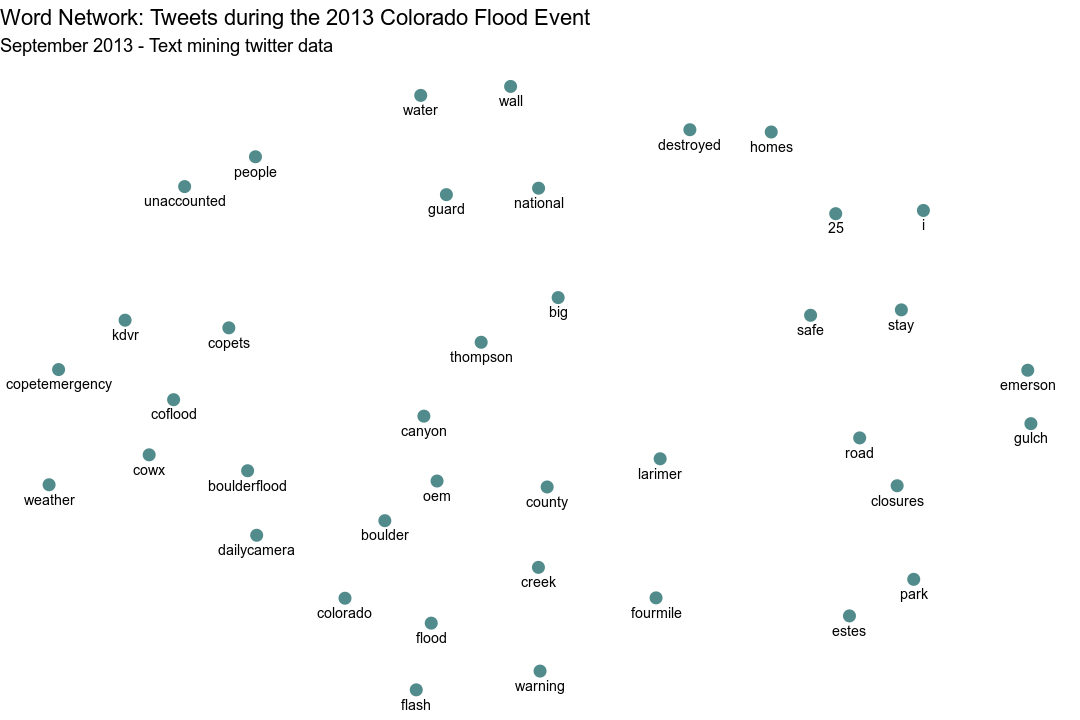 Word Network: Tweets during the 2013 Colorado Flood Event
September 2013 - Text mining twitter data
water
wall
destroyed
homes
people
unaccounted
guard
national
25
i
big
kdvr
copets
safe
stay
thompson
copetemergency
emerson
coflood
canyon
gulch
road
cowx
larimer
boulderflood
weather
oem
county
closures
boulder
dailycamera
creek
park
colorado
fourmile
flood
estes
warning
flash